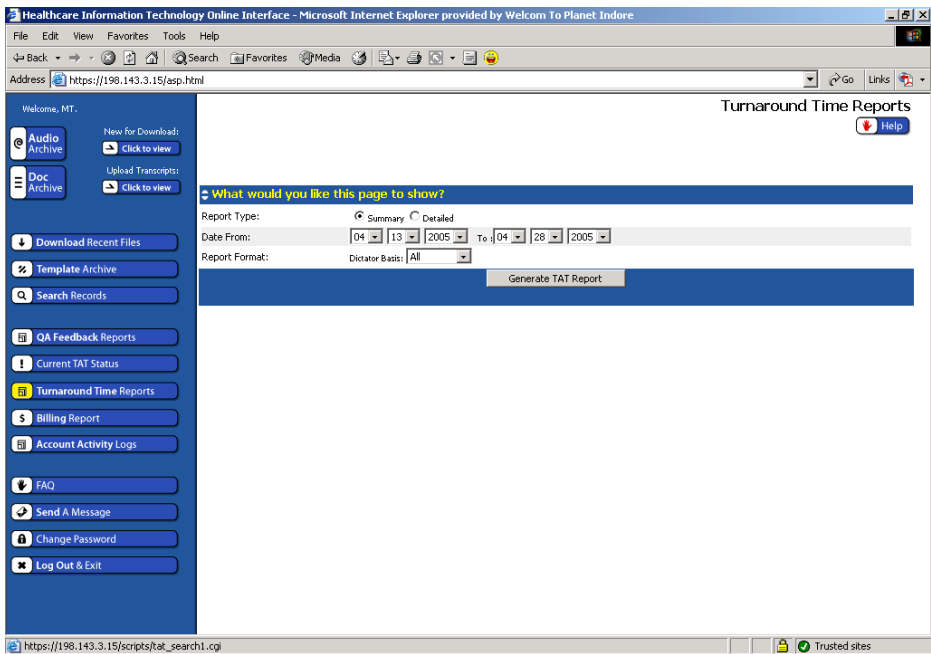 Healthcare Information Technology Online Interface - Microsoft Internet Explorer provided by Welcom To Planet Indore
File Edit View Favorites Tools Help
Back Search Favorites Media
Address https://198.143.3.15/asp.html Go Links
Welcome, MT.
Audio Archive
New for Download:
Click to view
Doc Archive
Upload Transcripts:
Click to view
Download Recent Files
Template Archive
Search Records
QA Feedback Reports
Current TAT Status
Turnaround Time Reports
Billing Report
Account Activity Logs
FAQ
Send A Message
Change Password
Log Out & Exit
Turnaround Time Reports
Help
What would you like this page to show?
Report Type: Summary Detailed
Date From: 04 13 2005 To : 04 28 2005
Report Format: Dictator Basis: All
Generate TAT Report
https://198.143.3.15/scripts/tat_search1.cgi Trusted sites